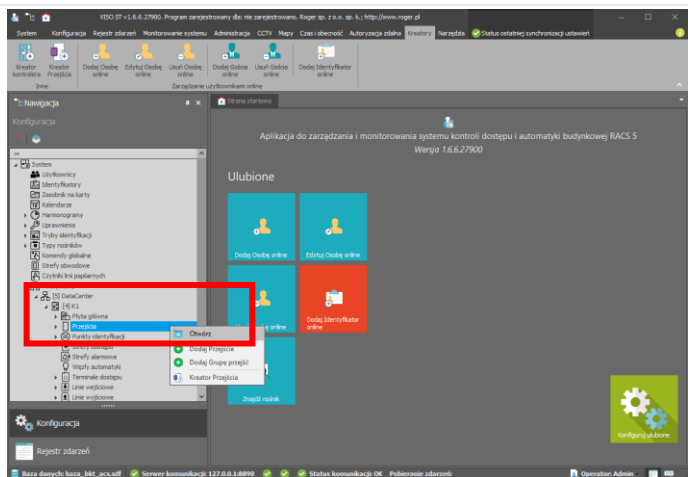 VISO ST v1.6.6.27900. Program zarejestrowany dla: nie zarejestrowano. Roger sp. z o.o. sp. k.; http://www.roger.pl
System Konfiguracja Rejestr zdarzeń Monitorowanie systemu Administracja CCTV Mapy Czas i obecność Autoryzacja zdalna Kreatory Narzędzia Status ostatniej synchronizacji ustawień
Kreator kontrolera
Kreator Przejścia
Dodaj Osobę online
Edytuj Osobę online
Usuń Osobę online
Dodaj Gościa online
Usuń Gościa online
Dodaj Identyfikator online
Inne
Zarządzanie użytkownikami online
Nawigacja
Strona startowa
Konfiguracja
Aplikacja do zarządzania i monitorowania systemu kontroli dostępu i automatyki budynkowej RACS 5
Wersja 1.6.6.27900
System
Użytkownicy
Identyfikatory
Zasobnik na karty
Kalendarze
Harmonogramy
Uprawnienia
Tryby identyfikacji
Typy nośników
Komendy globalne
Strefy obwodowe
Czytniki linii papilarnych
[5] DataCenter
[4] K1
Płyta główna
Przejścia
Punkty identyfikacji
Strefy dostępu
Strefy alarmowe
Węzły automatyki
Terminale dostępu
Linie wejściowe
Linie wyjściowe
Otwórz
Dodaj Przejście
Dodaj Grupę przejść
Kreator Przejścia
Ulubione
Dodaj Osobę online
Edytuj Osobę online
online
Dodaj Identyfikator online
Znajdź nośnik
Konfiguruj ulubione
Konfiguracja
Rejestr zdarzeń
Baza danych: baza_bkt_acs.sdf Serwer komunikacji: 127.0.0.1:8890 Status komunikacji: OK Pobieranie zdarzeń: Operator: Admin